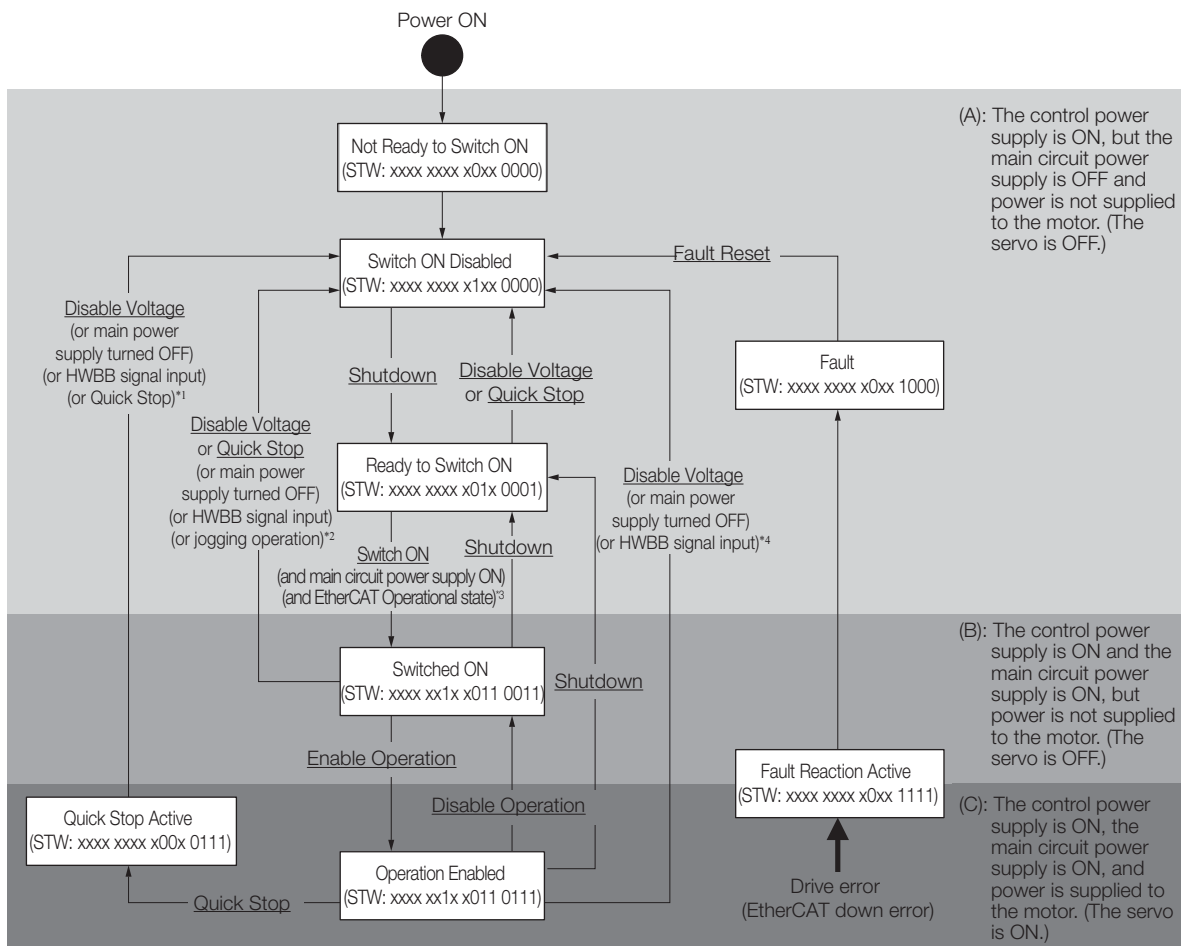 Power ON
Not Ready to Switch ON
(STW: xxxx xxxx x0xx 0000)
(A): The control power
supply is ON, but the
main circuit power
supply is OFF and
power is not supplied
to the motor. (The
servo is OFF.)
Switch ON Disabled
(STW: xxxx xxxx x1xx 0000)
Fault Reset
Disable Voltage
(or main power
supply turned OFF)
(or HWBB signal input)
(or Quick Stop)*1
Shutdown
Disable Voltage
or Quick Stop
Fault
(STW: xxxx xxxx x0xx 1000)
Disable Voltage
or Quick Stop
(or main power
supply turned OFF)
(or HWBB signal input)
(or jogging operation)*2
Ready to Switch ON
(STW: xxxx xxxx x01x 0001)
Disable Voltage
(or main power
supply turned OFF)
(or HWBB signal input)*4
Switch ON
(and main circuit power supply ON)
(and EtherCAT Operational state)*3
Shutdown
Switched ON
(STW: xxxx xx1x x011 0011)
Shutdown
(B): The control power
supply is ON and the
main circuit power
supply is ON, but
power is not supplied
to the motor. (The
servo is OFF.)
Enable Operation
Disable Operation
Fault Reaction Active
(STW: xxxx xxxx x0xx 1111)
Quick Stop Active
(STW: xxxx xxxx x00x 0111)
Quick Stop
Operation Enabled
(STW: xxxx xx1x x011 0111)
Drive error
(EtherCAT down error)
(C): The control power
supply is ON, the
main circuit power
supply is ON, and
power is supplied to
the motor. (The servo
is ON.)